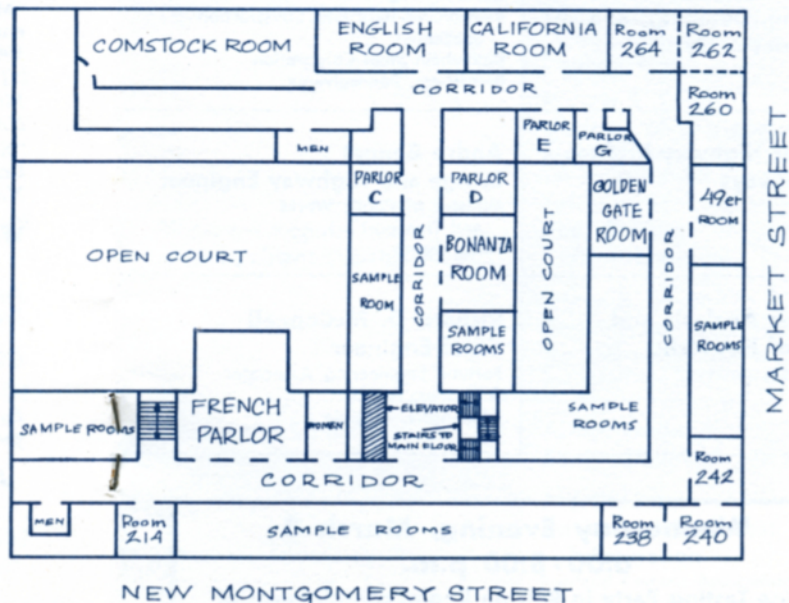 COMSTOCK ROOM
ENGLISH
ROOM
CALIFORNIA
ROOM
Room
264
Room
262
CORRIDOR
Room
260
MEN
PARLOR
E
PARLOR
G
PARLOR
C
PARLOR
D
GOLDEN
GATE
ROOM
49er
ROOM
OPEN COURT
SAMPLE
ROOM
CORRIDOR
BONANZA
ROOM
OPEN COURT
CORRIDOR
MARKET STREET
SAMPLE
ROOMS
SAMPLE
ROOMS
SAMPLE ROOMS
FRENCH
PARLOR
WOMEN
ELEVATOR
STAIRS TO
MAIN FLOOR
SAMPLE
ROOMS
CORRIDOR
Room
242
MEN
Room
214
SAMPLE ROOMS
Room
238
Room
240
NEW MONTGOMERY STREET